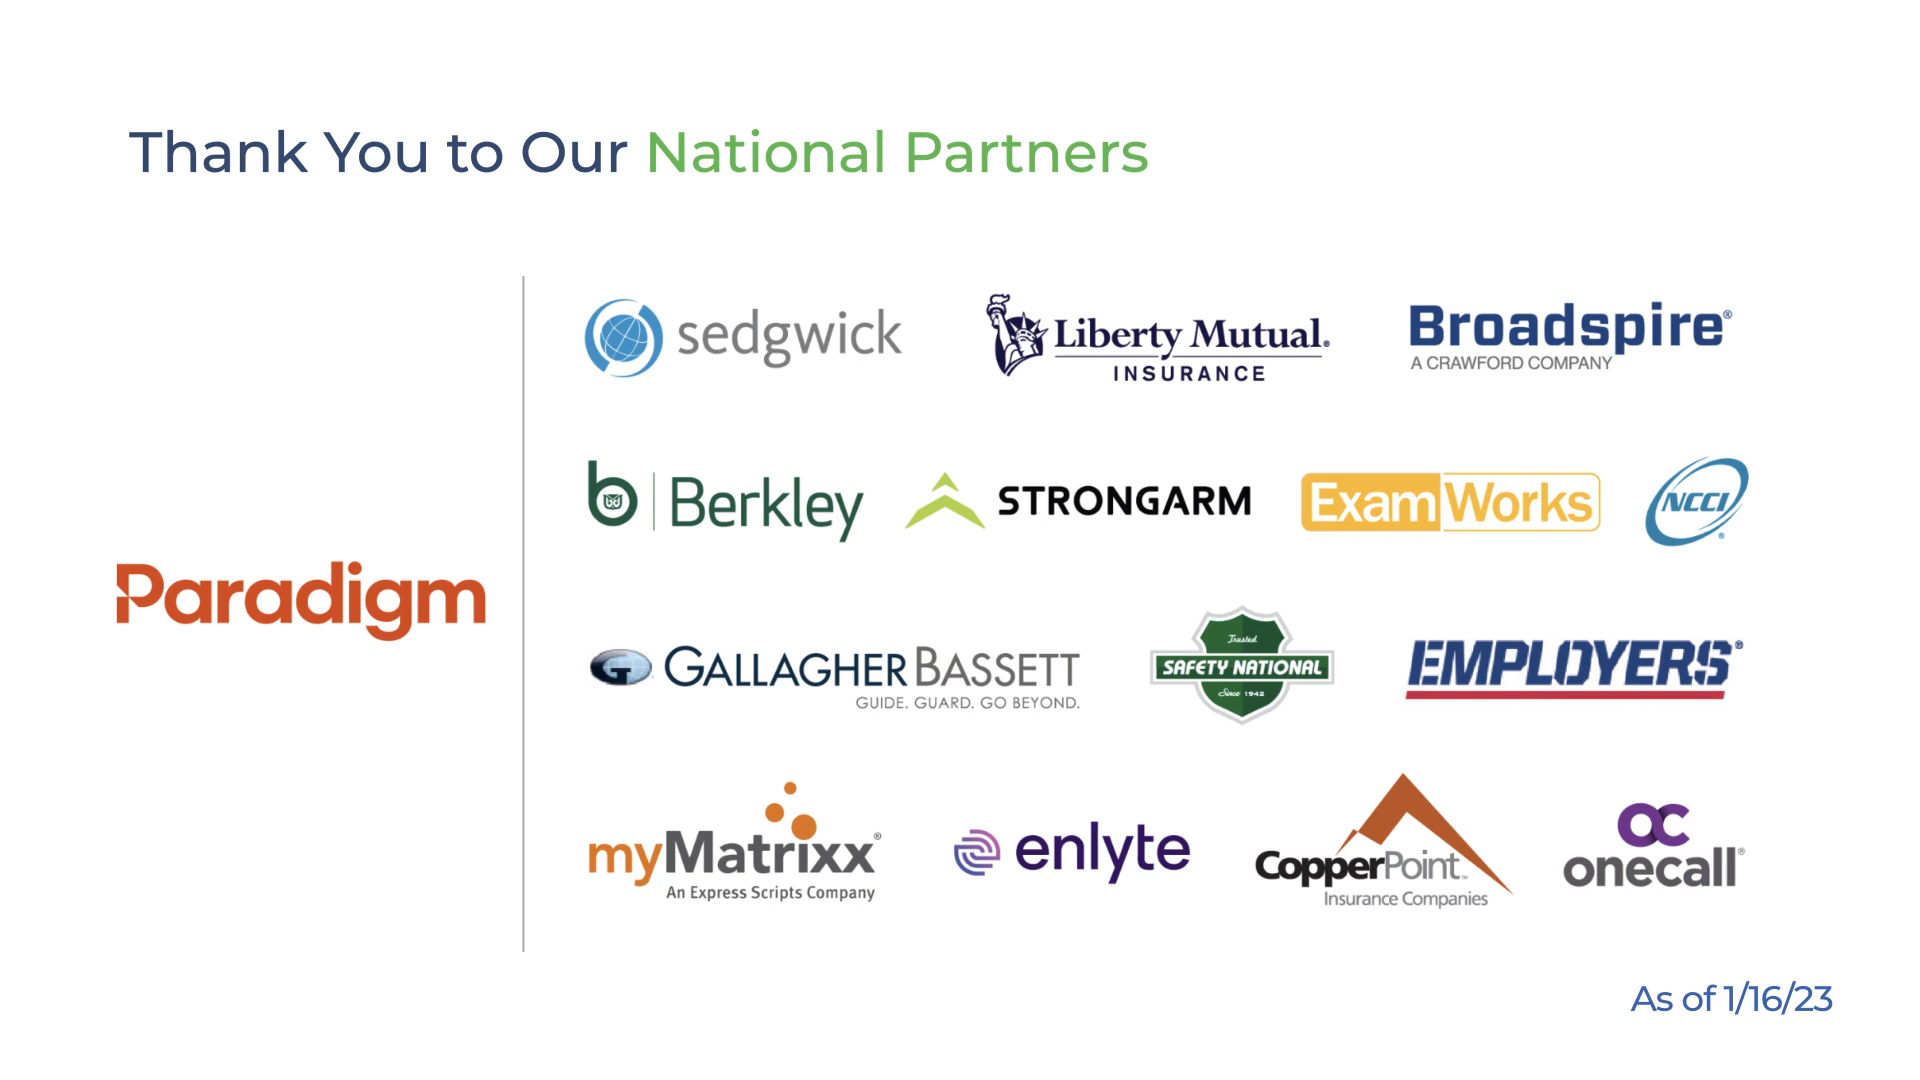 Thank You to Our National Partners
Paradigm
sedgwick
Liberty Mutual.
INSURANCE
Broadspire®
A CRAWFORD COMPANY
b Berkley
STRONGARM
ExamWorks
NCCI®
G GALLAGHER BASSETT
GUIDE. GUARD. GO BEYOND.
Trusted
SAFETY NATIONAL
Since 1942
EMPLOYERS®
myMatrixx®
An Express Scripts Company
enlyte
CopperPoint™
Insurance Companies
oc
onecall®
As of 1/16/23